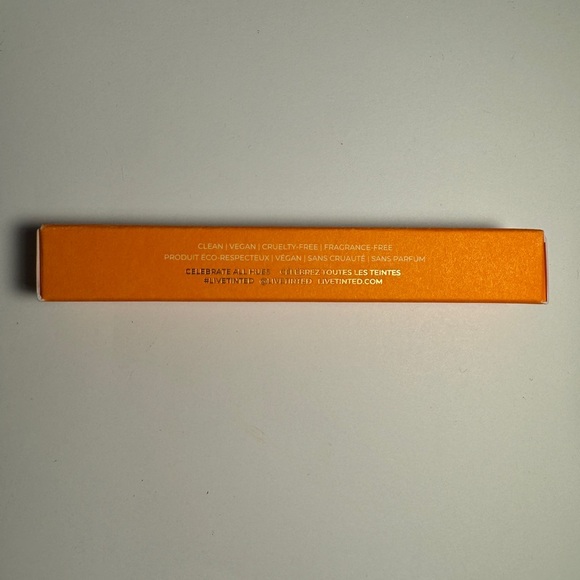 CLEAN | VEGAN | CRUELTY-FREE | FRAGRANCE-FREE
PRODUIT ÉCO-RESPECTEUX | VEGAN | SANS CRUAUTÉ | SANS PARFUM
CELEBRATE ALL HUES CÉLÉBREZ TOUTES LES TEINTES
#LIVETINTED @LIVETINTED LIVETINTED.COM